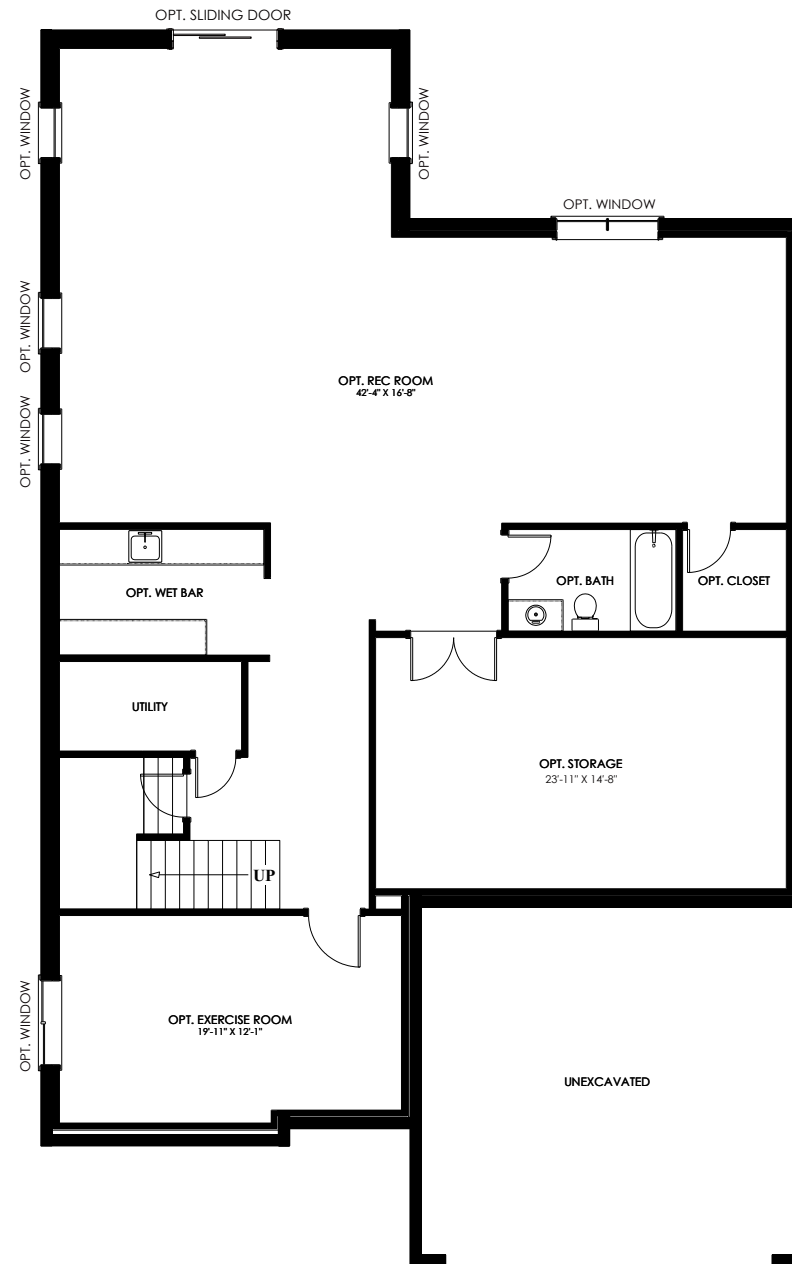 OPT. SLIDING DOOR
OPT. WINDOW
OPT. WINDOW
OPT. WINDOW
OPT. WINDOW
OPT. REC ROOM
42'-4" X 16'-8"
OPT. WINDOW
OPT. WET BAR
OPT. BATH
OPT. CLOSET
UTILITY
OPT. STORAGE
23'-11" X 14'-8"
UP
OPT. WINDOW
OPT. EXERCISE ROOM
19'-11" X 12'-1"
UNEXCAVATED